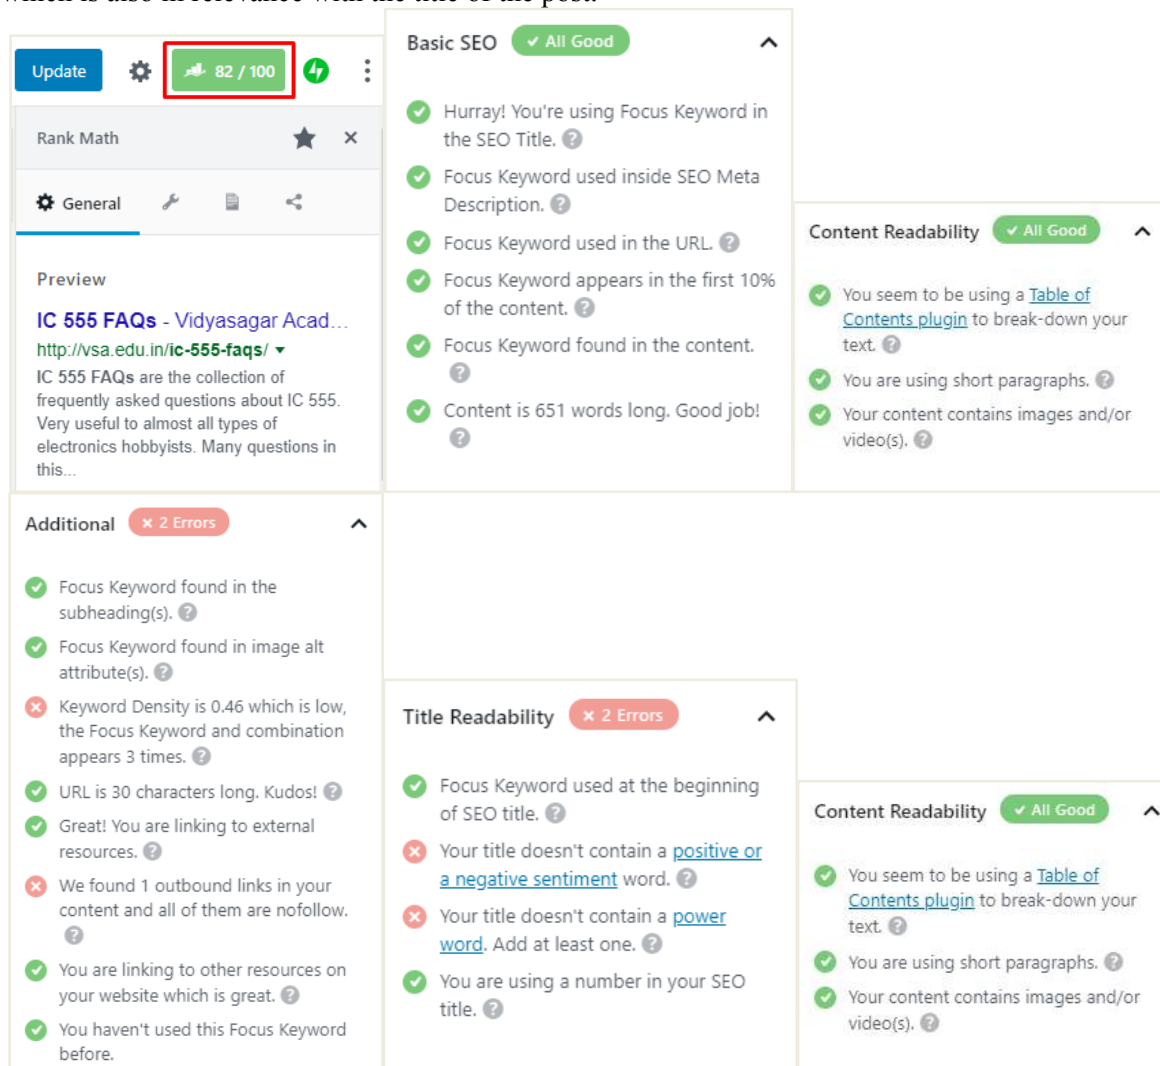 which is also in relevance with the title of the post.
Update
82 / 100
Rank Math
General
Preview
IC 555 FAQs - Vidyasagar Acad...
http://vsa.edu.in/ic-555-faqs/
IC 555 FAQs are the collection of
frequently asked questions about IC 555.
Very useful to almost all types of
electronics hobbyists. Many questions in
this...
Basic SEO All Good
Hurray! You're using Focus Keyword in
the SEO Title.
Focus Keyword used inside SEO Meta
Description.
Focus Keyword used in the URL.
Focus Keyword appears in the first 10%
of the content.
Focus Keyword found in the content.
Content is 651 words long. Good job!
Content Readability All Good
You seem to be using a Table of
Contents plugin to break-down your
text.
You are using short paragraphs.
Your content contains images and/or
video(s).
Additional 2 Errors
Focus Keyword found in the
subheading(s).
Focus Keyword found in image alt
attribute(s).
Keyword Density is 0.46 which is low,
the Focus Keyword and combination
appears 3 times.
URL is 30 characters long. Kudos!
Great! You are linking to external
resources.
We found 1 outbound links in your
content and all of them are nofollow.
You are linking to other resources on
your website which is great.
You haven't used this Focus Keyword
before.
Title Readability 2 Errors
Focus Keyword used at the beginning
of SEO title.
Your title doesn't contain a positive or
a negative sentiment word.
Your title doesn't contain a power
word. Add at least one.
You are using a number in your SEO
title.
Content Readability All Good
You seem to be using a Table of
Contents plugin to break-down your
text.
You are using short paragraphs.
Your content contains images and/or
video(s).